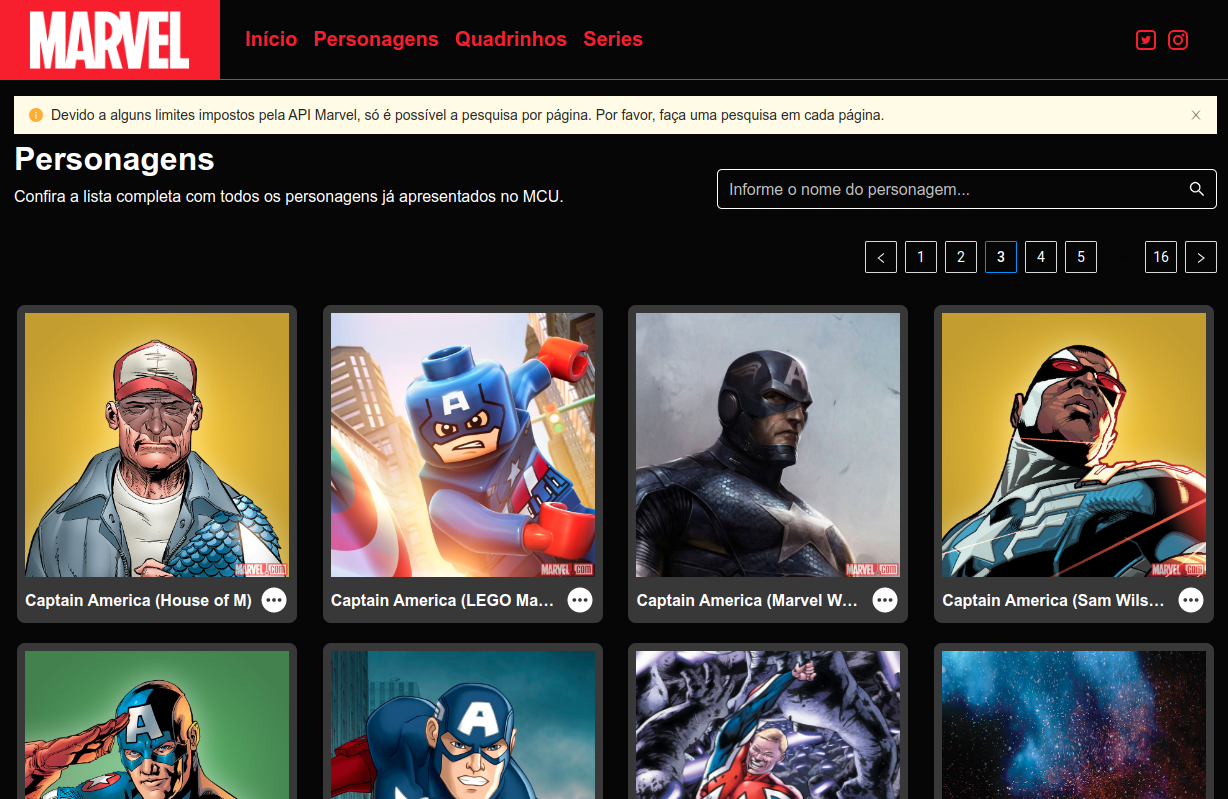 MARVEL
Início Personagens Quadrinhos Series
Devido a alguns limites impostos pela API Marvel, só é possível a pesquisa por página. Por favor, faça uma pesquisa em cada página.
Personagens
Confira a lista completa com todos os personagens já apresentados no MCU.
Informe o nome do personagem...
< 1 2 3 4 5 16 >
A
A
A
MARVEL.com
MARVEL.com
MARVEL.com
MARVEL.com
Captain America (House of M)
Captain America (LEGO Ma...
Captain America (Marvel W...
Captain America (Sam Wils...
A
A